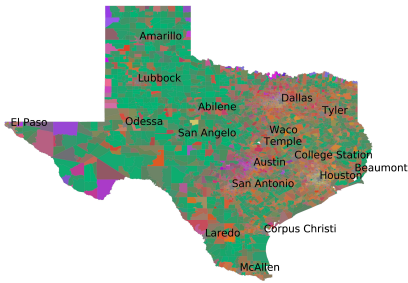 Amarillo
Lubbock
Dallas
Abilene
Tyler
El Paso
Odessa
San Angelo
Waco
Temple
College Station
Austin
Beaumont
Houston
San Antonio
Laredo
Corpus Christi
McAllen